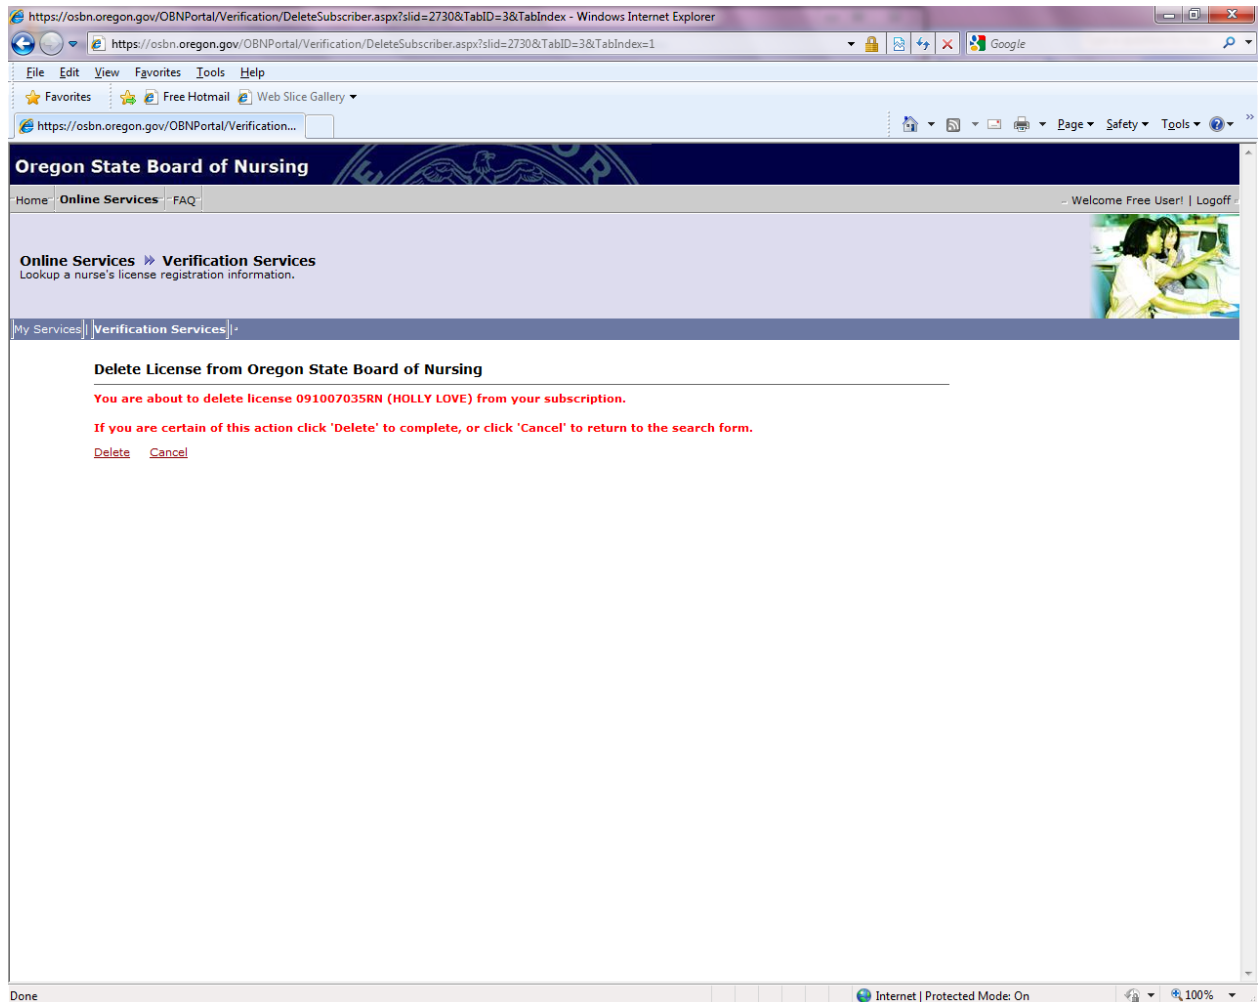 https://osbn.oregon.gov/OBNPortal/Verification/DeleteSubscriber.aspx?slid=2730&TabID=3&TabIndex - Windows Internet Explorer
https://osbn.oregon.gov/OBNPortal/Verification/DeleteSubscriber.aspx?slid=2730&TabID=3&TabIndex=1 Google
File Edit View Favorites Tools Help
Favorites Free Hotmail Web Slice Gallery
https://osbn.oregon.gov/OBNPortal/Verification... Page Safety Tools
Oregon State Board of Nursing
Home Online Services FAQ Welcome Free User! | Logoff
Online Services » Verification Services
Lookup a nurse's license registration information.
My Services | Verification Services |
Delete License from Oregon State Board of Nursing
You are about to delete license 091007035RN (HOLLY LOVE) from your subscription.
If you are certain of this action click 'Delete' to complete, or click 'Cancel' to return to the search form.
Delete Cancel
Done Internet | Protected Mode: On 100%